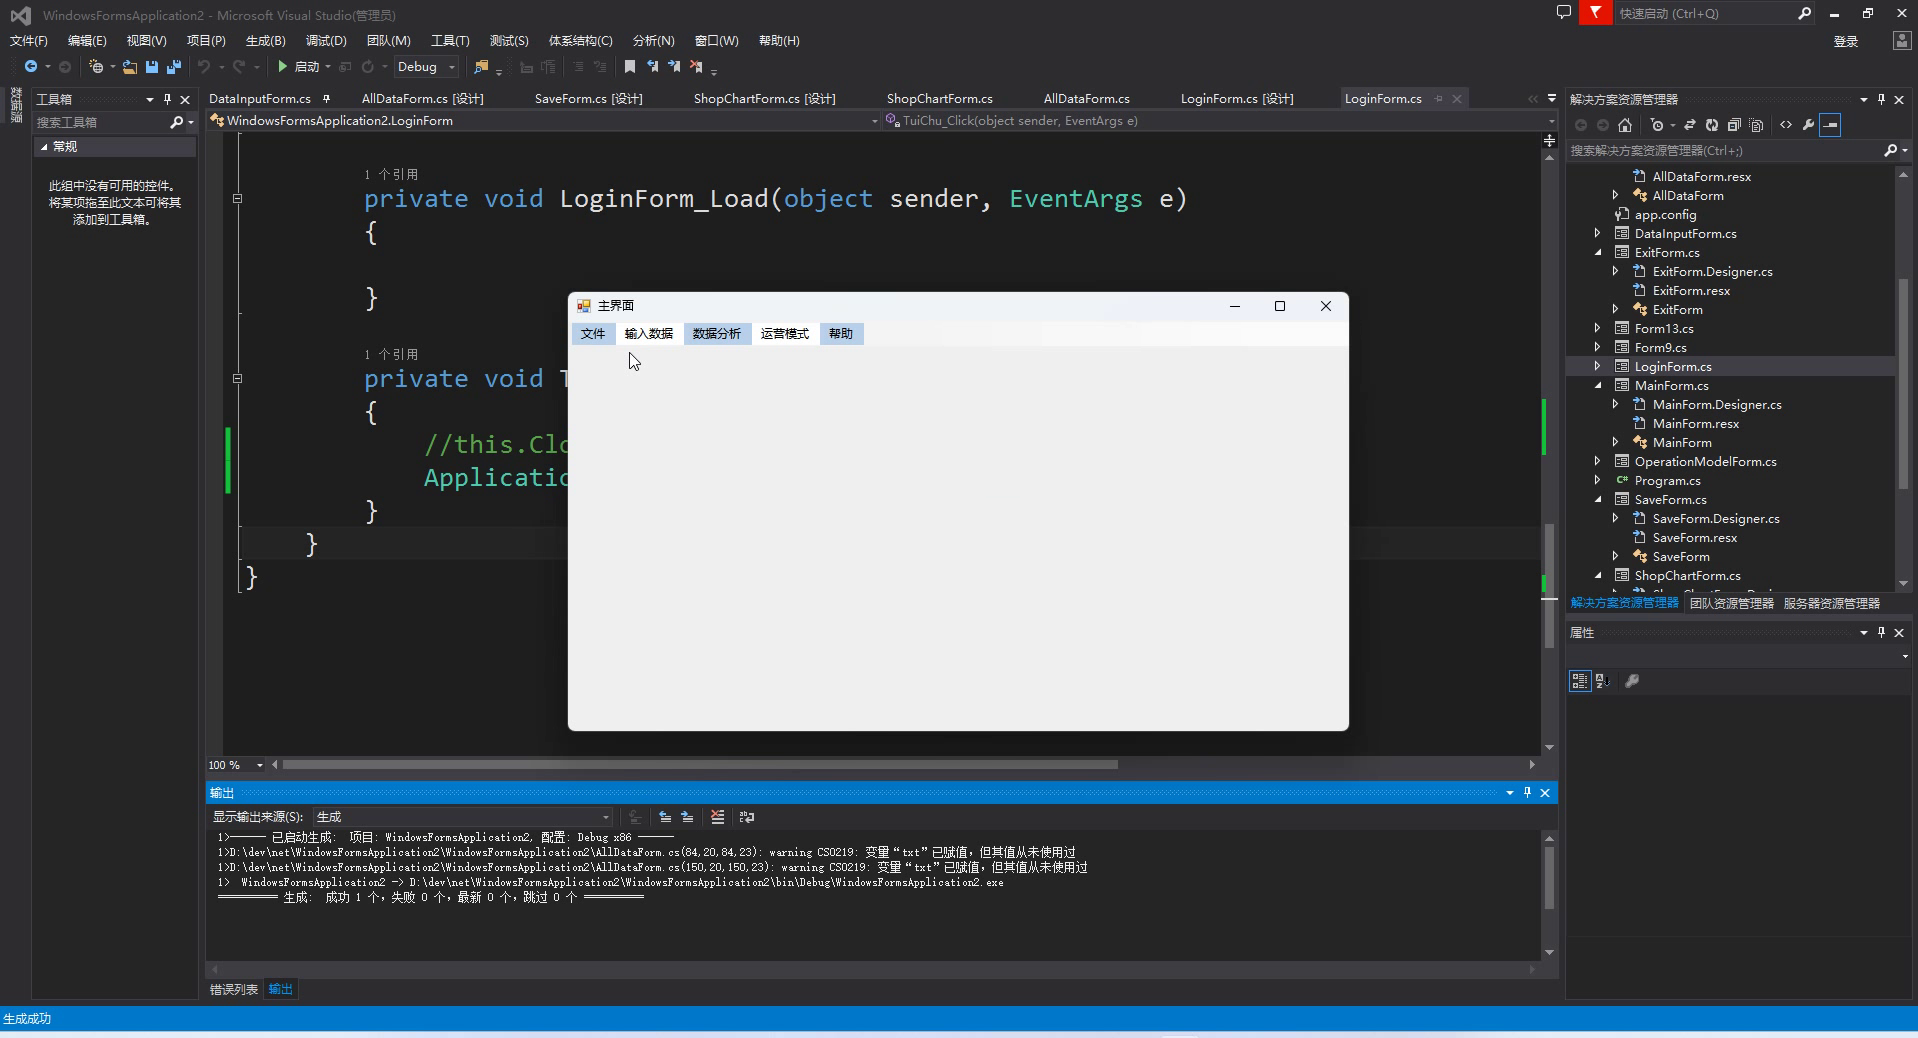 WindowsFormsApplication2 - Microsoft Visual Studio(管理员)
快速启动 (Ctrl+Q)
文件(F) 编辑(E) 视图(V) 项目(P) 生成(B) 调试(D) 团队(M) 工具(T) 测试(S) 体系结构(C) 分析(N) 窗口(W) 帮助(H)
登录
启动 Debug
数据源
工具箱
搜索工具箱
常规
此组中没有可用的控件。
将某项拖至此文本可将其
添加到工具箱。
DataInputForm.cs AllDataForm.cs [设计] SaveForm.cs [设计] ShopChartForm.cs [设计] ShopChartForm.cs AllDataForm.cs LoginForm.cs [设计] LoginForm.cs
WindowsFormsApplication2.LoginForm TuiChu_Click(object sender, EventArgs e)
1 个引用
private void LoginForm_Load(object sender, EventArgs e)
{
}
1 个引用
private void T
{
//this.Clo
Applicatio
}
}
}
主界面
文件 输入数据 数据分析 运营模式 帮助
100 %
输出
显示输出来源(S): 生成
1>------ 已启动生成: 项目: WindowsFormsApplication2, 配置: Debug x86 ------
1>D:\dev\net\WindowsFormsApplication2\WindowsFormsApplication2\AllDataForm.cs(84,20,84,23): warning CS0219: 变量“txt”已赋值，但其值从未使用过
1>D:\dev\net\WindowsFormsApplication2\WindowsFormsApplication2\AllDataForm.cs(150,20,150,23): warning CS0219: 变量“txt”已赋值，但其值从未使用过
1> WindowsFormsApplication2 -> D:\dev\net\WindowsFormsApplication2\WindowsFormsApplication2\bin\Debug\WindowsFormsApplication2.exe
========== 生成: 成功 1 个，失败 0 个，最新 0 个，跳过 0 个 ==========
错误列表 输出
解决方案资源管理器
搜索解决方案资源管理器(Ctrl+;)
AllDataForm.resx
AllDataForm
app.config
DataInputForm.cs
ExitForm.cs
ExitForm.Designer.cs
ExitForm.resx
ExitForm
Form13.cs
Form9.cs
LoginForm.cs
MainForm.cs
MainForm.Designer.cs
MainForm.resx
MainForm
OperationModelForm.cs
C# Program.cs
SaveForm.cs
SaveForm.Designer.cs
SaveForm.resx
SaveForm
ShopChartForm.cs
解决方案资源管理器 团队资源管理器 服务器资源管理器
属性
生成成功